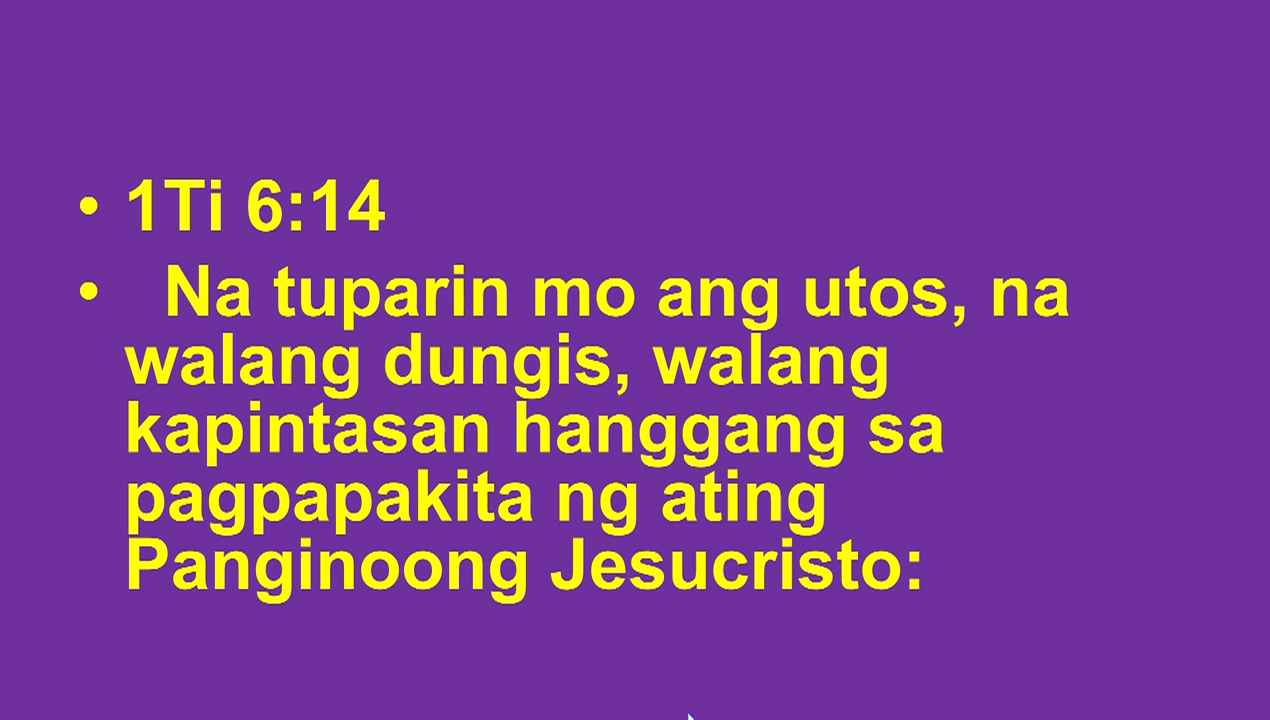 • 1Ti 6:14
• Na tuparin mo ang utos, na
walang dungis, walang
kapintasan hanggang sa
pagpapakita ng ating
Panginoong Jesucristo: